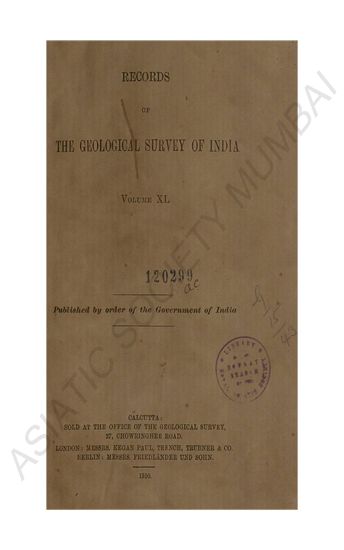 RECORDS
OF
THE GEOLOGICAL SURVEY OF INDIA
VOLUME XL
120299
Published by order of the Government of India
LIBRARY
CALCUTTA:
SOLD AT THE OFFICE OF THE GEOLOGICAL SURVEY,
27, CHOWRINGHEE ROAD.
LONDON: MESSRS. KEGAN PAUL, TRENCH, TRUBNER & CO.
BERLIN: MESSRS. FRIEDLÄNDER UND SOHN.
1910.
ASIATIC SOCIETY MUMBAI